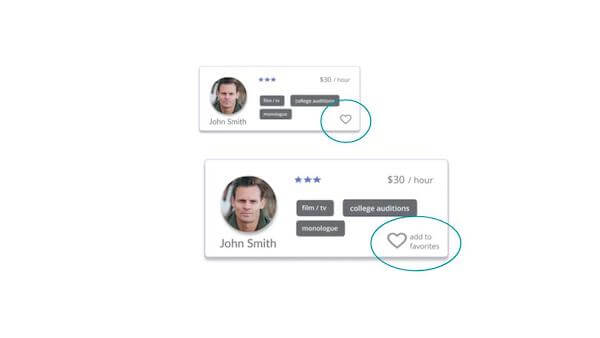 $30 / hour
film / tv college auditions
monologue
John Smith
$30 / hour
film / tv college auditions
monologue
add to
favorites
John Smith